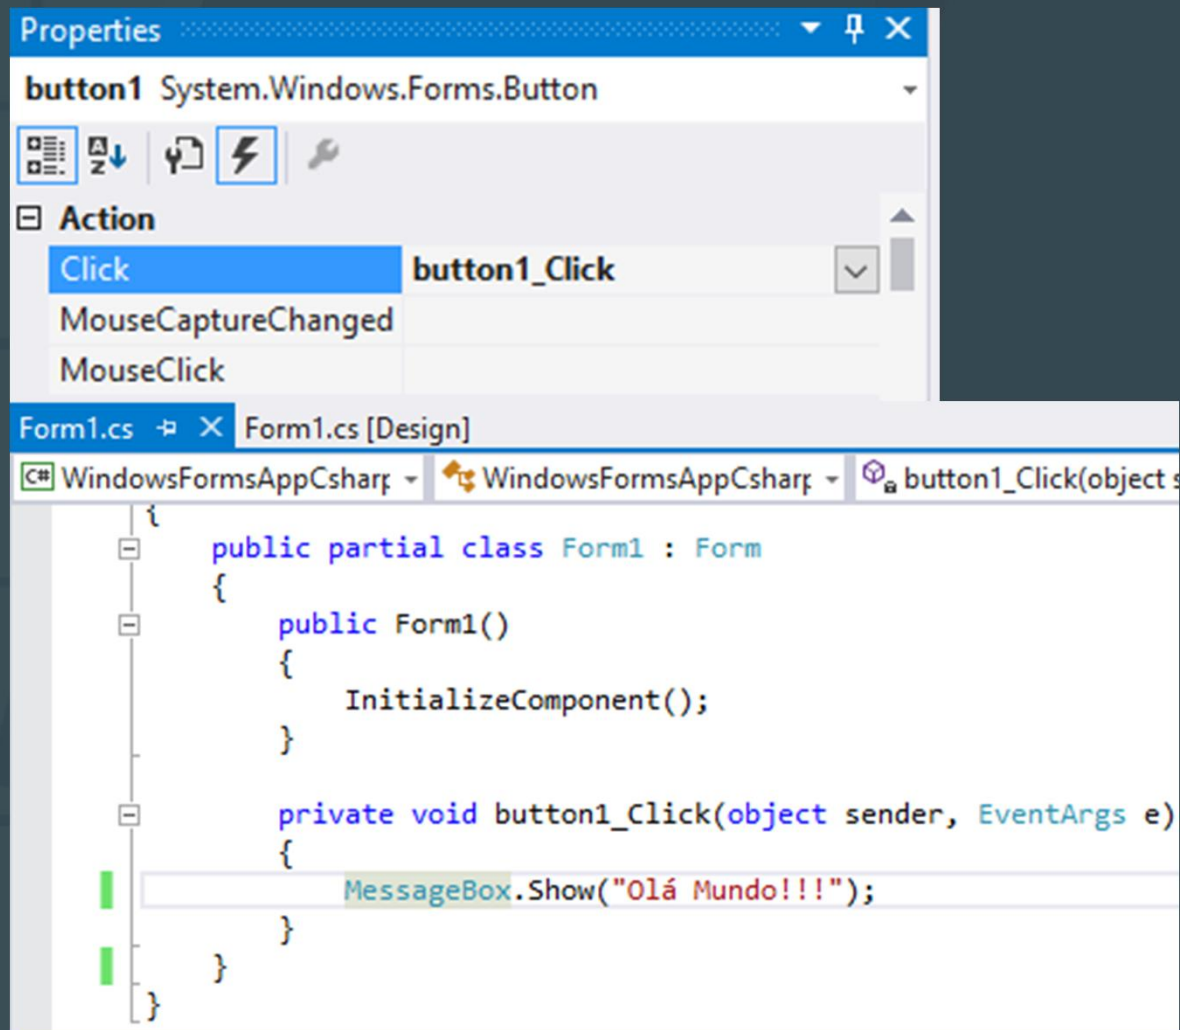 Properties
button1 System.Windows.Forms.Button
Action
Click button1_Click
MouseCaptureChanged
MouseClick
Form1.cs Form1.cs [Design]
C# WindowsFormsAppCsharp WindowsFormsAppCsharp button1_Click(object s
{
public partial class Form1 : Form
{
public Form1()
{
InitializeComponent();
}
private void button1_Click(object sender, EventArgs e)
{
MessageBox.Show("Olá Mundo!!!");
}
}
}